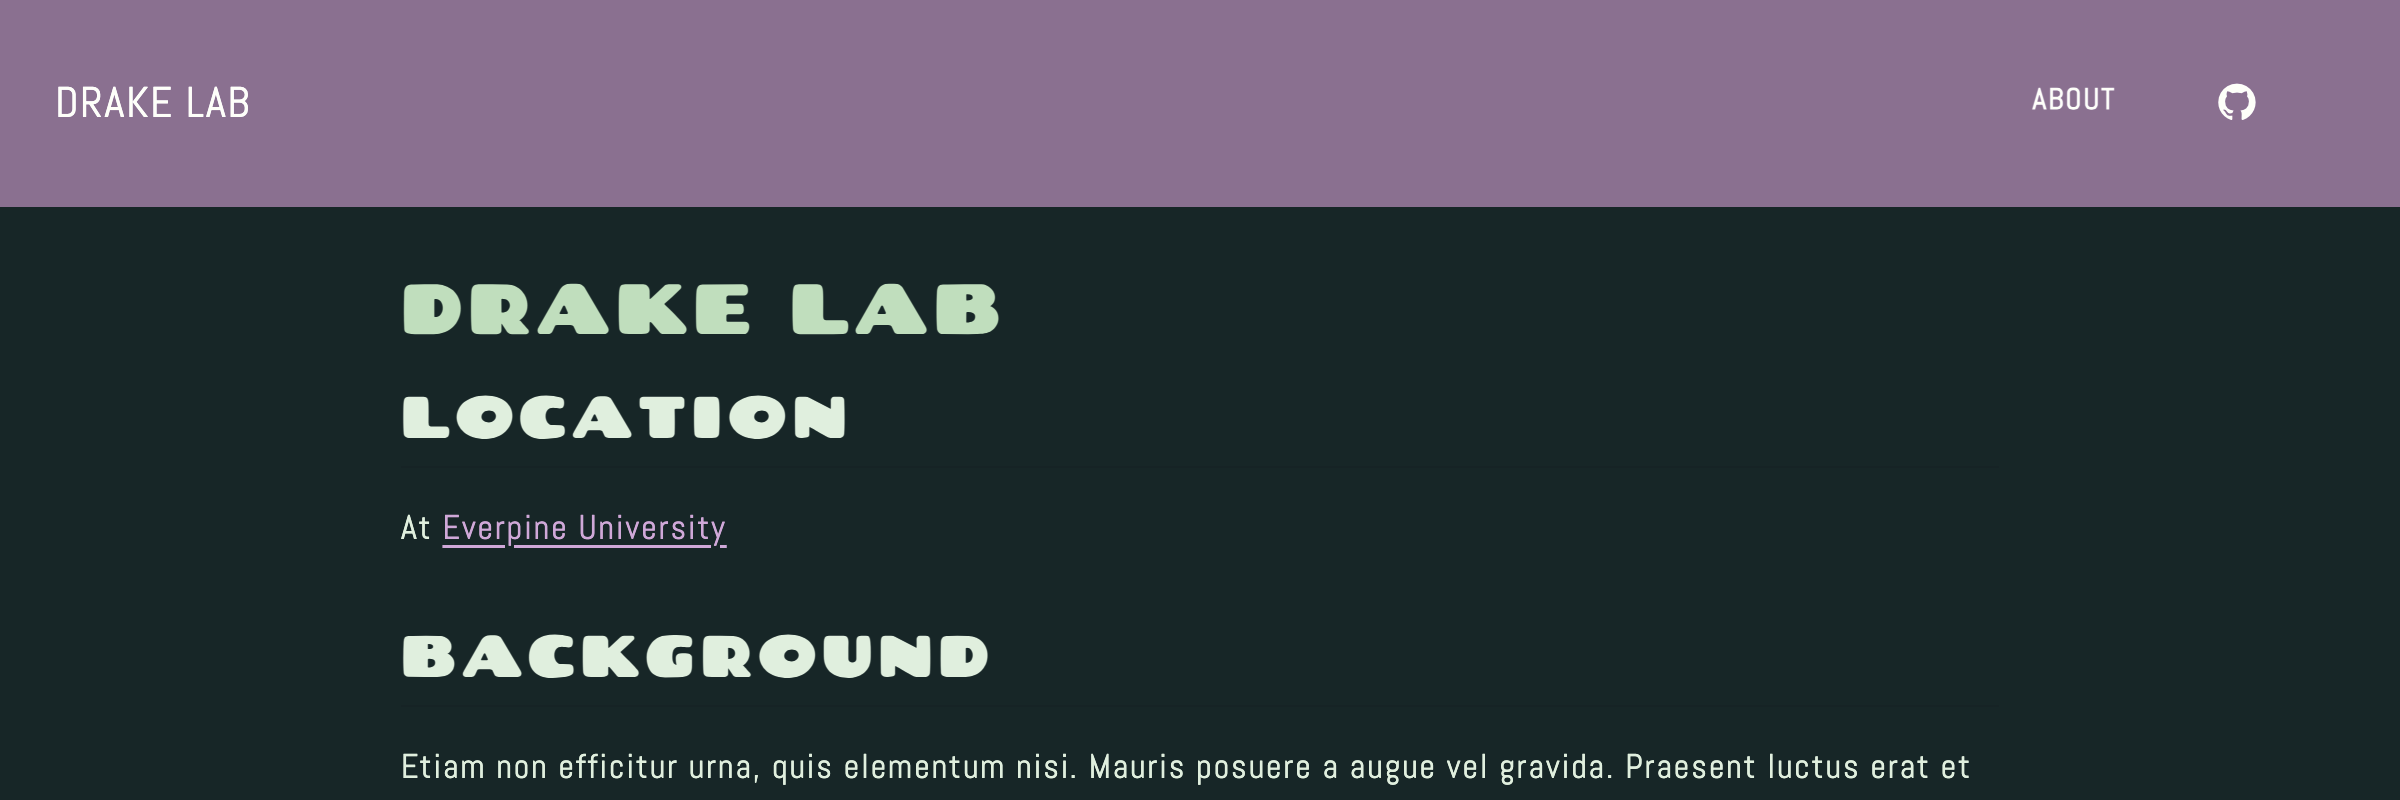 DRAKE LAB
ABOUT
DRAKE LAB
LOCATION
At Everpine University
BACKGROUND
Etiam non efficitur urna, quis elementum nisi. Mauris posuere a augue vel gravida. Praesent luctus erat et